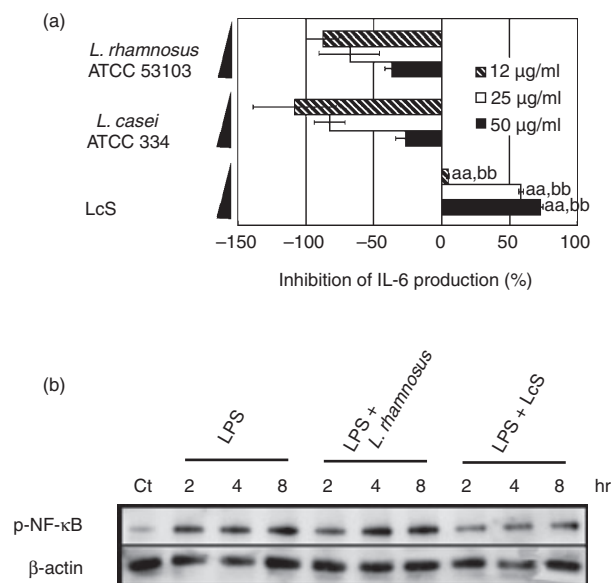 (a)
L. rhamnosus
ATCC 53103
L. casei
ATCC 334
LcS
12 μg/ml
25 μg/ml
50 μg/ml
aa,bb
aa,bb
aa,bb
–150 –100 –50 0 50 100
Inhibition of IL-6 production (%)
(b)
LPS
LPS +
L. rhamnosus
LPS + LcS
Ct 2 4 8 2 4 8 2 4 8 hr
p-NF-κB
β-actin